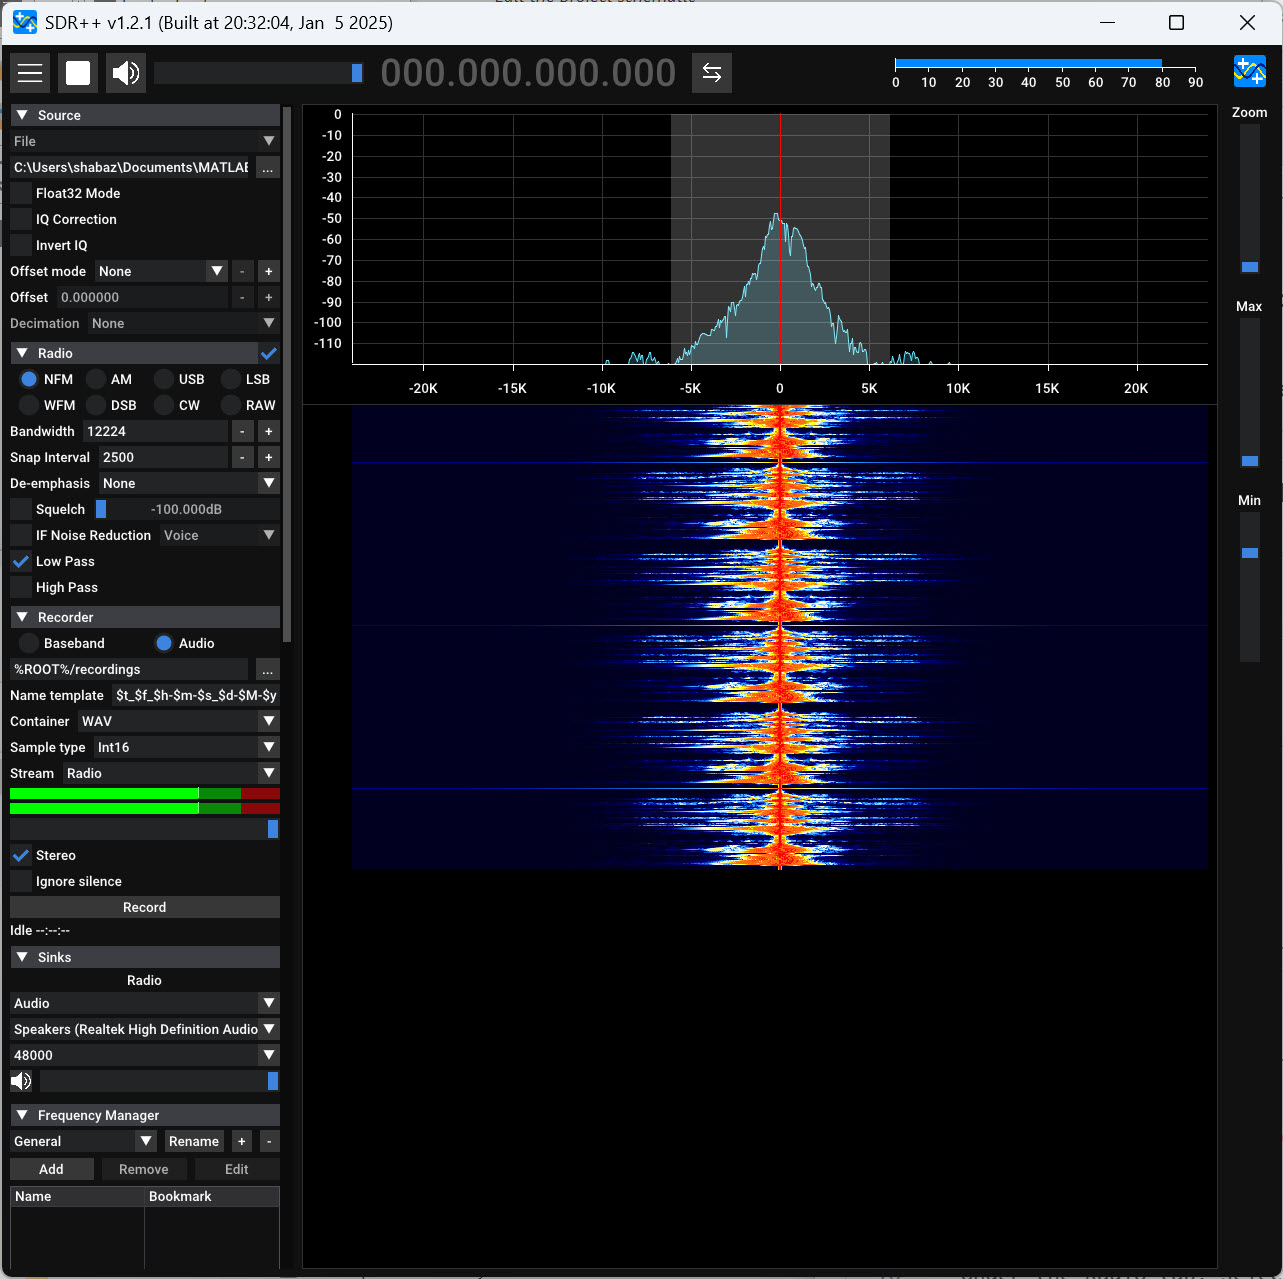 SDR++ v1.2.1 (Built at 20:32:04, Jan 5 2025)
000.000.000.000
0 10 20 30 40 50 60 70 80 90
Source
File
C:\Users\shabaz\Documents\MATLAB ...
Float32 Mode
IQ Correction
Invert IQ
Offset mode None - +
Offset 0.000000 - +
Decimation None
Radio
NFM AM USB LSB
WFM DSB CW RAW
Bandwidth 12224 - +
Snap Interval 2500 - +
De-emphasis None
Squelch -100.000dB
IF Noise Reduction Voice
Low Pass
High Pass
Recorder
Baseband Audio
%ROOT%/recordings ...
Name template $t_$f_$h-$m-$s_$d-$M-$y
Container WAV
Sample type Int16
Stream Radio
Stereo
Ignore silence
Record
Idle --:--:--
Sinks
Radio
Audio
Speakers (Realtek High Definition Audio
48000
Frequency Manager
General Rename + -
Add Remove Edit
Name Bookmark
0
-10
-20
-30
-40
-50
-60
-70
-80
-90
-100
-110
-20K -15K -10K -5K 0 5K 10K 15K 20K
Zoom
Max
Min